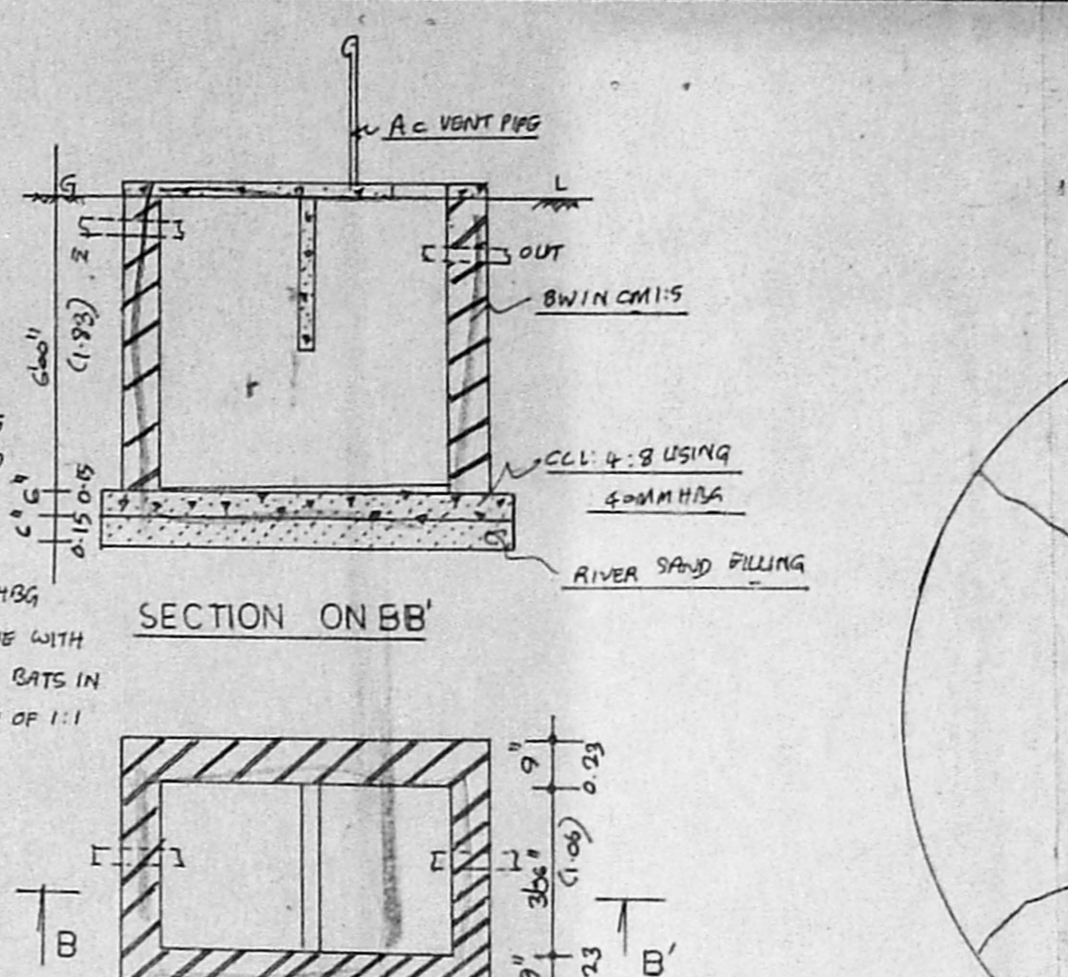 AC VENT PIPE
G
L
IN
OUT
BW IN CM 1:5
6'00"
(1.83)
CC 1:4:8 USING
40MM HBG
6"
0.15
6"
0.15
RIVER SAND FILLING
HBG
SECTION ON BB'
WITH
BATS IN
OF 1:1
9"
0.23
3'06"
(1.06)
B
B'
9"
23